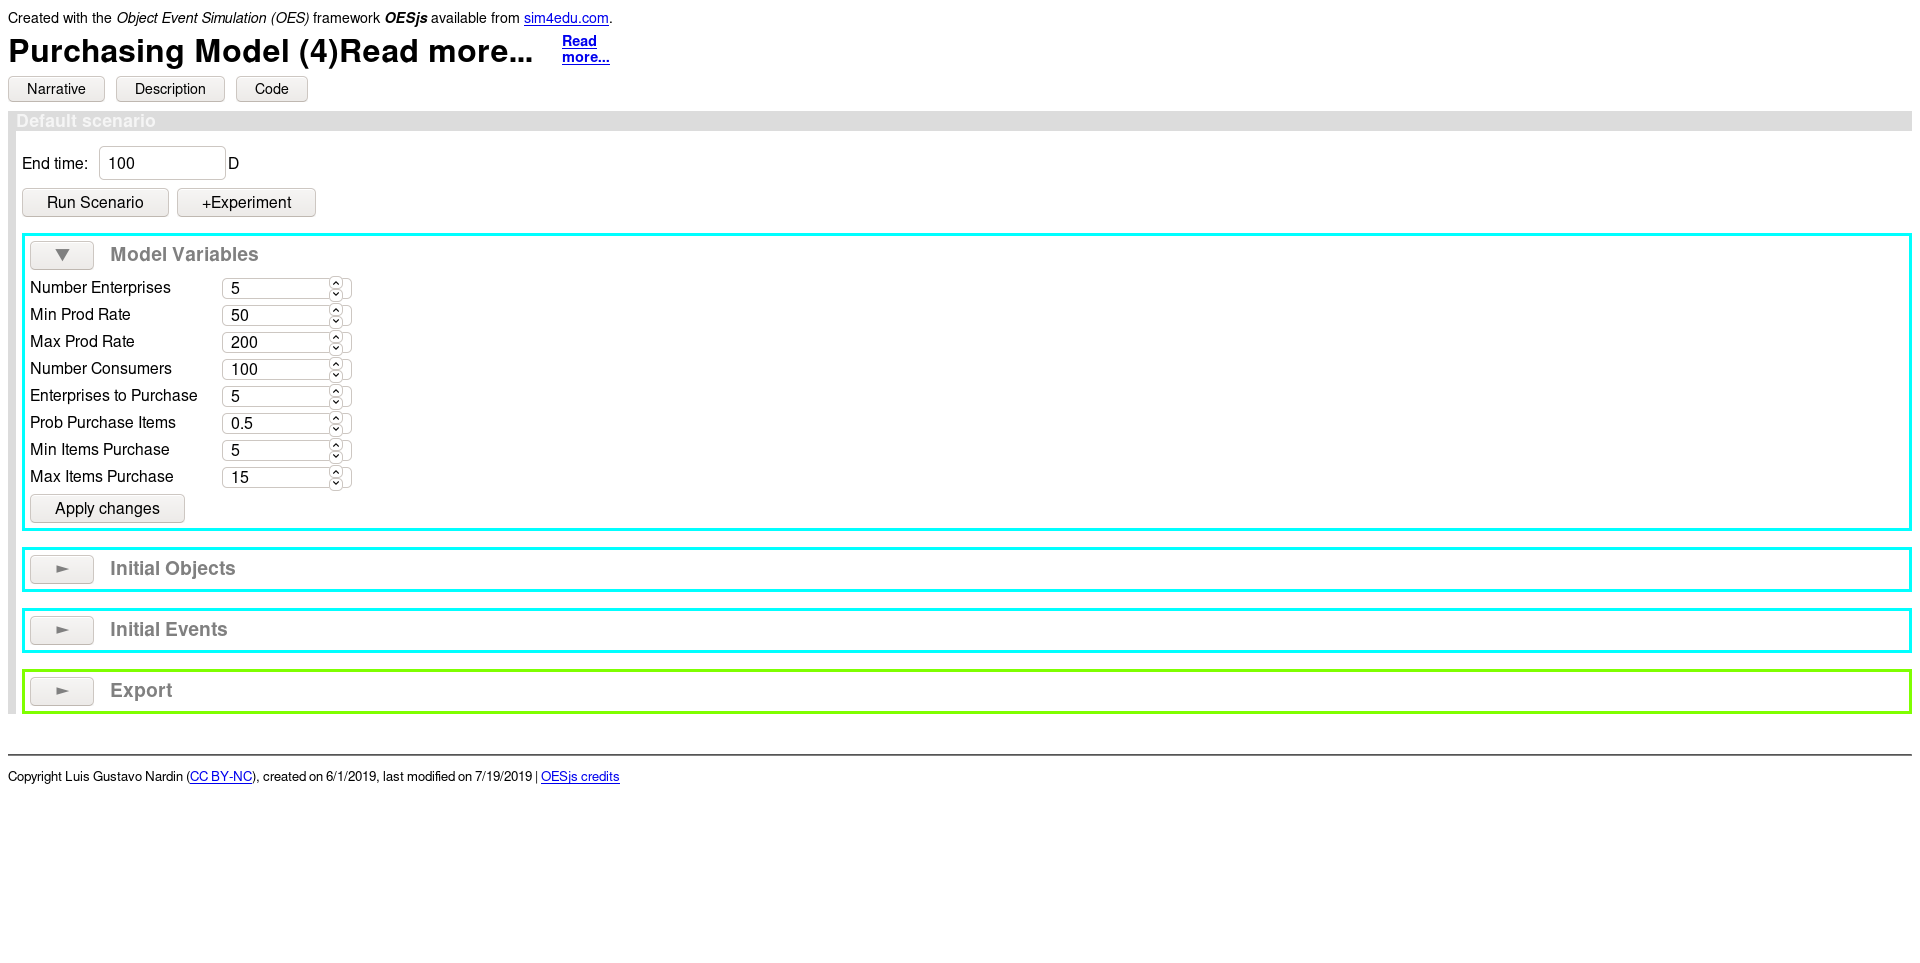 Created with the Object Event Simulation (OES) framework OESjs available from sim4edu.com.
Purchasing Model (4)Read more... Read more...
Narrative Description Code
Default scenario
End time: 100 D
Run Scenario +Experiment
▼ Model Variables
Number Enterprises 5
Min Prod Rate 50
Max Prod Rate 200
Number Consumers 100
Enterprises to Purchase 5
Prob Purchase Items 0.5
Min Items Purchase 5
Max Items Purchase 15
Apply changes
► Initial Objects
► Initial Events
► Export
Copyright Luis Gustavo Nardin (CC BY-NC), created on 6/1/2019, last modified on 7/19/2019 | OESjs credits